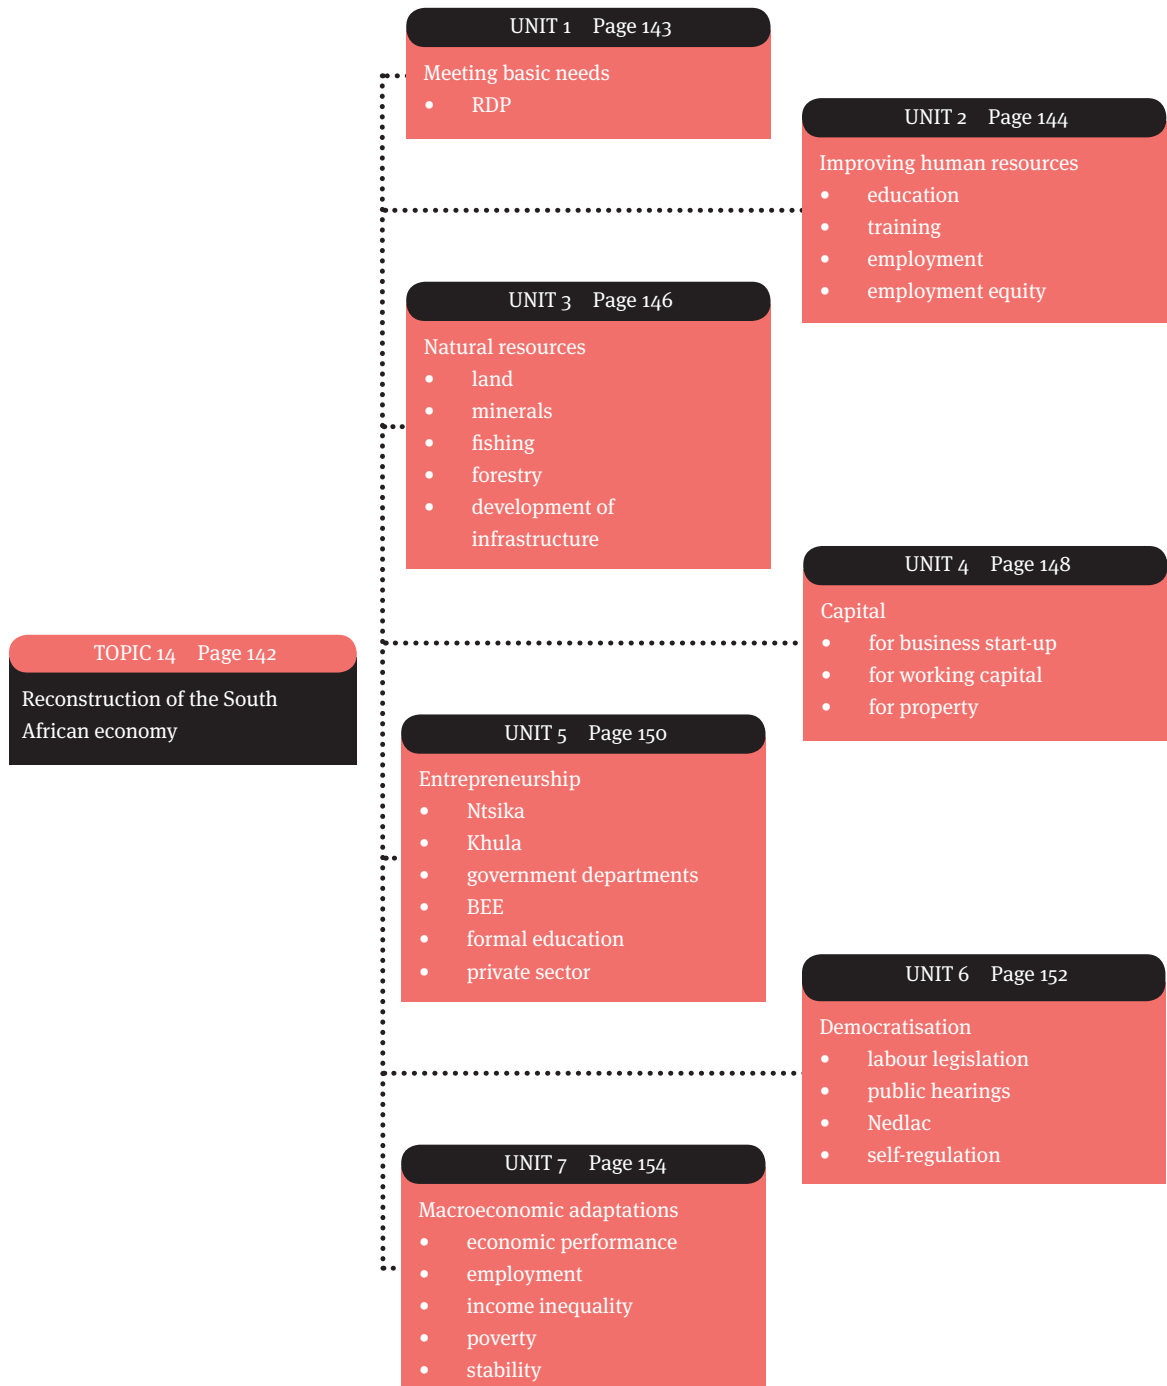 UNIT 1 Page 143
Meeting basic needs
• RDP
UNIT 2 Page 144
Improving human resources
• education
• training
• employment
• employment equity
UNIT 3 Page 146
Natural resources
• land
• minerals
• fishing
• forestry
• development of
infrastructure
UNIT 4 Page 148
Capital
• for business start-up
• for working capital
• for property
TOPIC 14 Page 142
Reconstruction of the South
African economy
UNIT 5 Page 150
Entrepreneurship
• Ntsika
• Khula
• government departments
• BEE
• formal education
• private sector
UNIT 6 Page 152
Democratisation
• labour legislation
• public hearings
• Nedlac
• self-regulation
UNIT 7 Page 154
Macroeconomic adaptations
• economic performance
• employment
• income inequality
• poverty
• stability